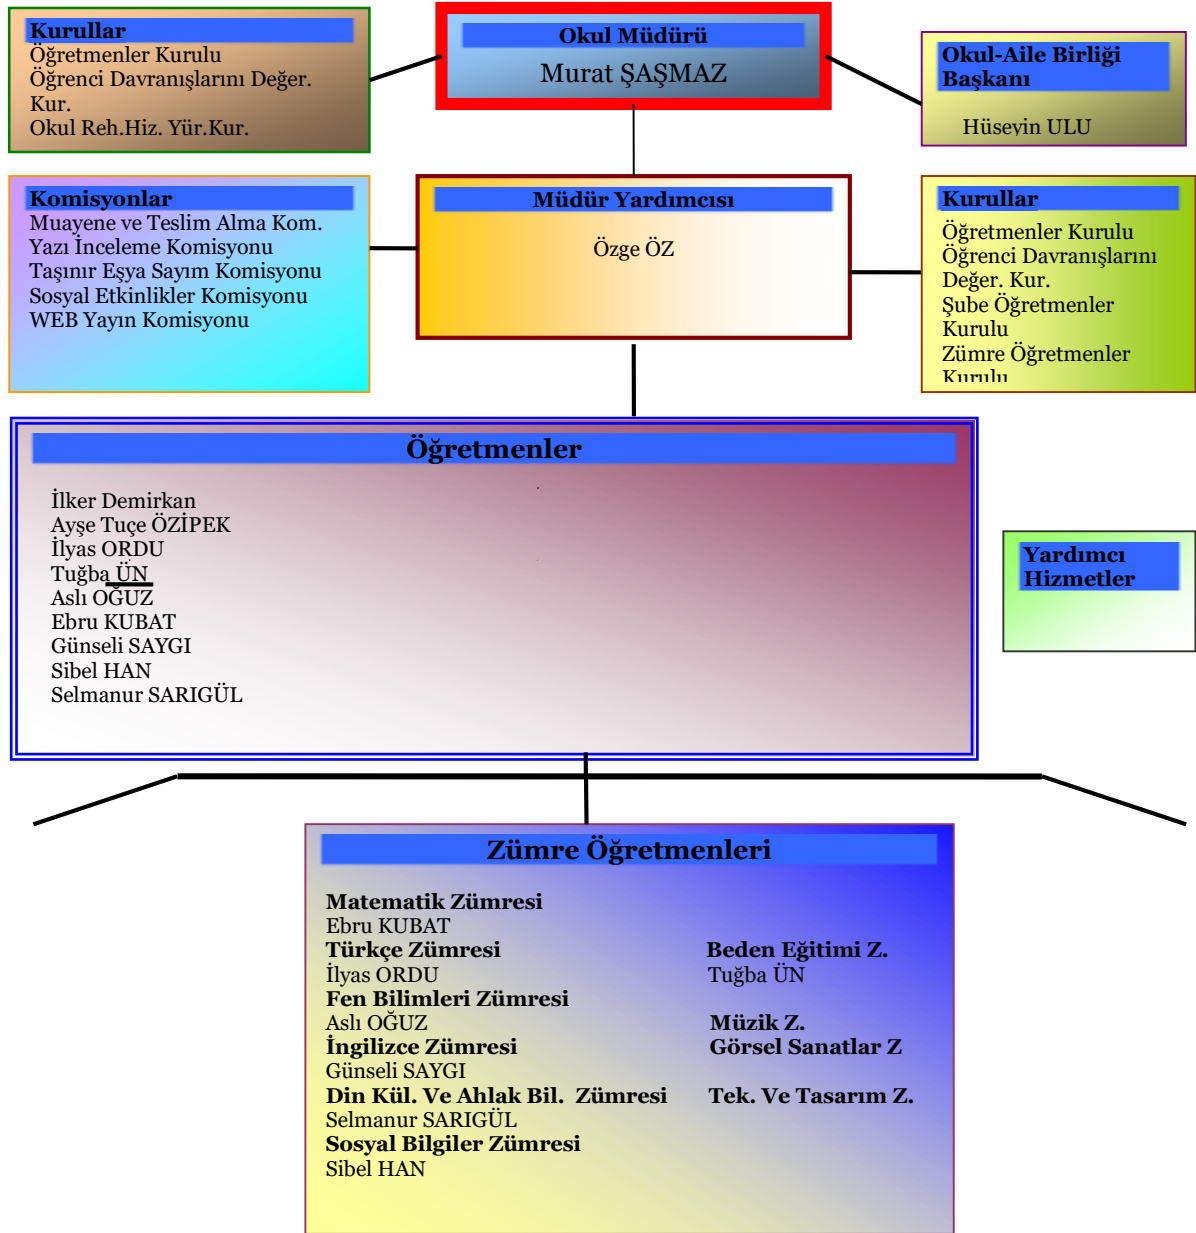 Kurullar
Öğretmenler Kurulu
Öğrenci Davranışlarını Değer.
Kur.
Okul Reh.Hiz. Yür.Kur.
Okul Müdürü
Murat ŞAŞMAZ
Okul-Aile Birliği
Başkanı
Hüseyin ULU
Komisyonlar
Muayene ve Teslim Alma Kom.
Yazı İnceleme Komisyonu
Taşınır Eşya Sayım Komisyonu
Sosyal Etkinlikler Komisyonu
WEB Yayın Komisyonu
Müdür Yardımcısı
Özge ÖZ
Kurullar
Öğretmenler Kurulu
Öğrenci Davranışlarını
Değer. Kur.
Şube Öğretmenler
Kurulu
Zümre Öğretmenler
Kurulu
Öğretmenler
İlker Demirkan
Ayşe Tuçe ÖZİPEK
İlyas ORDU
Tuğba ÜN
Aslı OĞUZ
Ebru KUBAT
Günseli SAYGI
Sibel HAN
Selmanur SARIGÜL
Yardımcı
Hizmetler
Zümre Öğretmenleri
Matematik Zümresi
Ebru KUBAT
Türkçe Zümresi
İlyas ORDU
Fen Bilimleri Zümresi
Aslı OĞUZ
İngilizce Zümresi
Günseli SAYGI
Din Kül. Ve Ahlak Bil. Zümresi
Selmanur SARIGÜL
Sosyal Bilgiler Zümresi
Sibel HAN
Beden Eğitimi Z.
Tuğba ÜN
Müzik Z.
Görsel Sanatlar Z
Tek. Ve Tasarım Z.